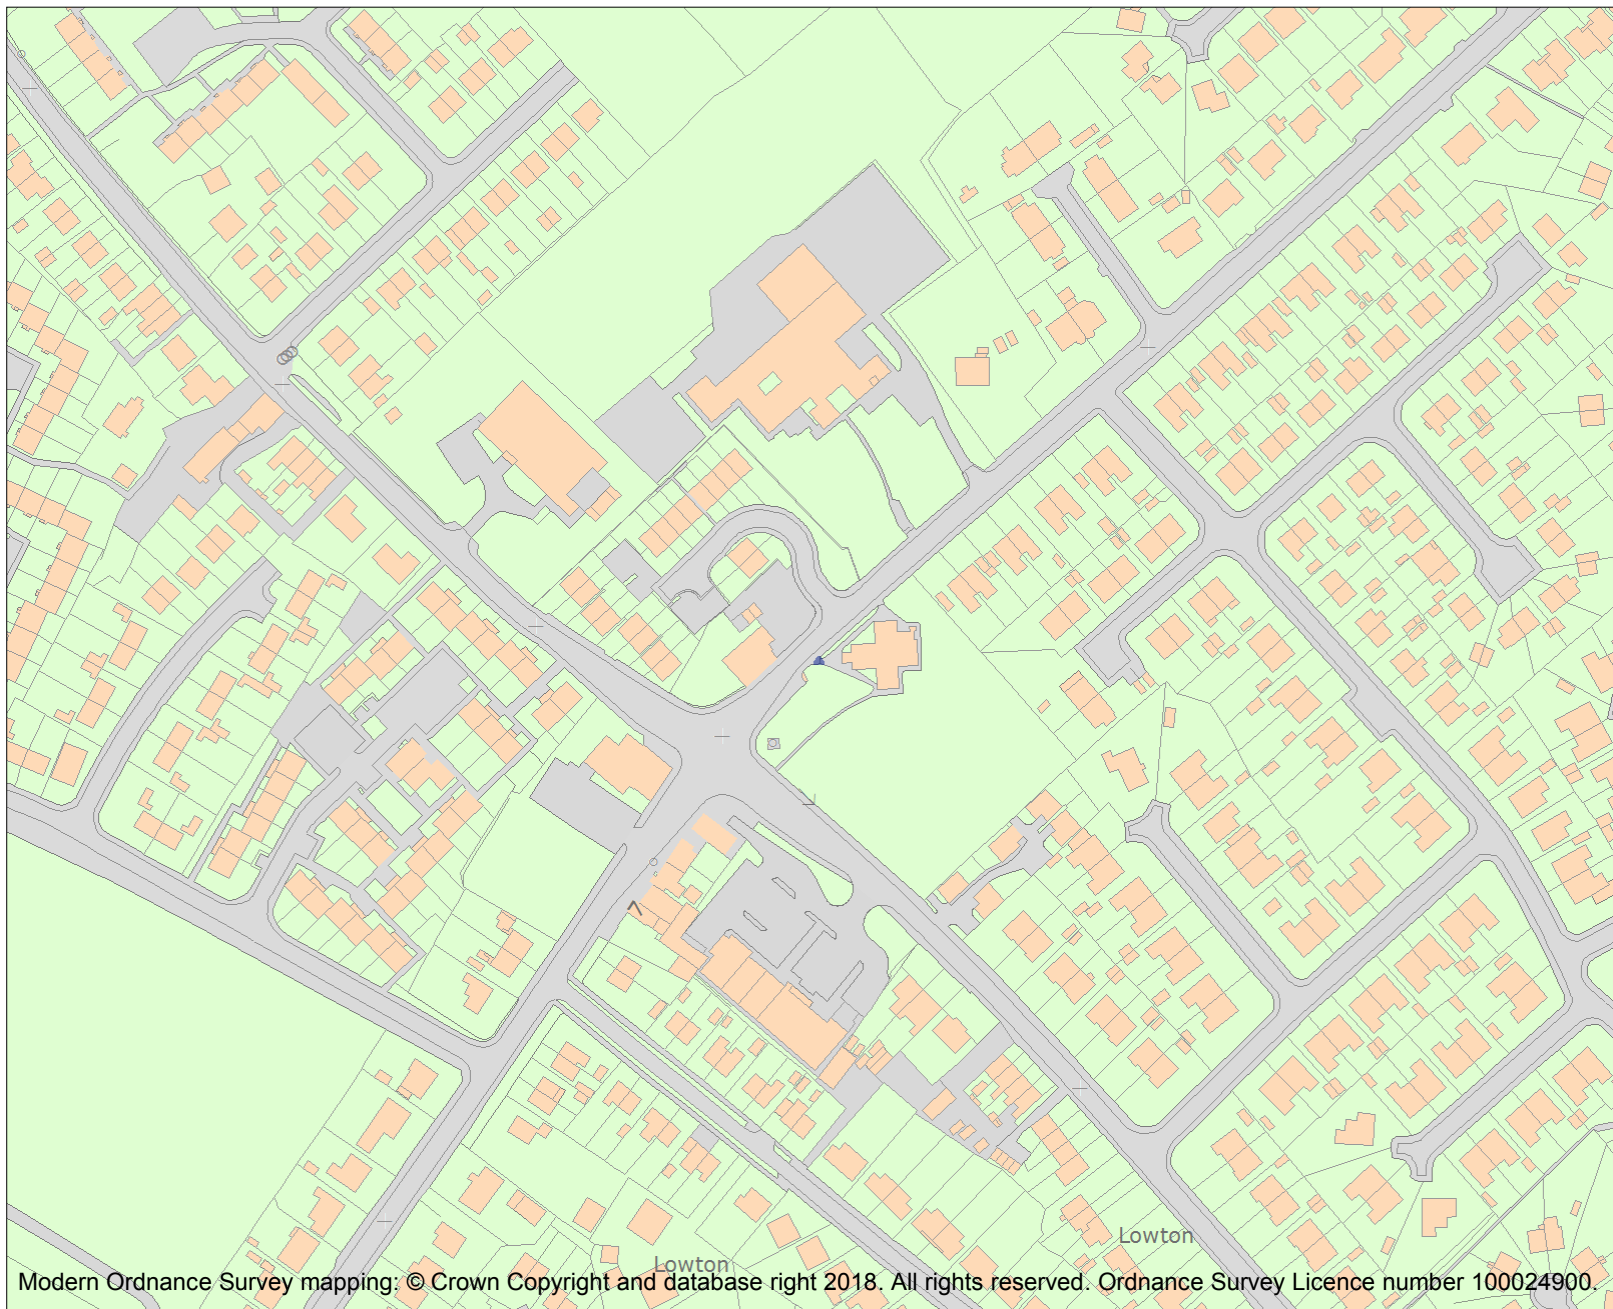 Lowton
Lowton
Modern Ordnance Survey mapping: © Crown Copyright and database right 2018. All rights reserved. Ordnance Survey Licence number 100024900.